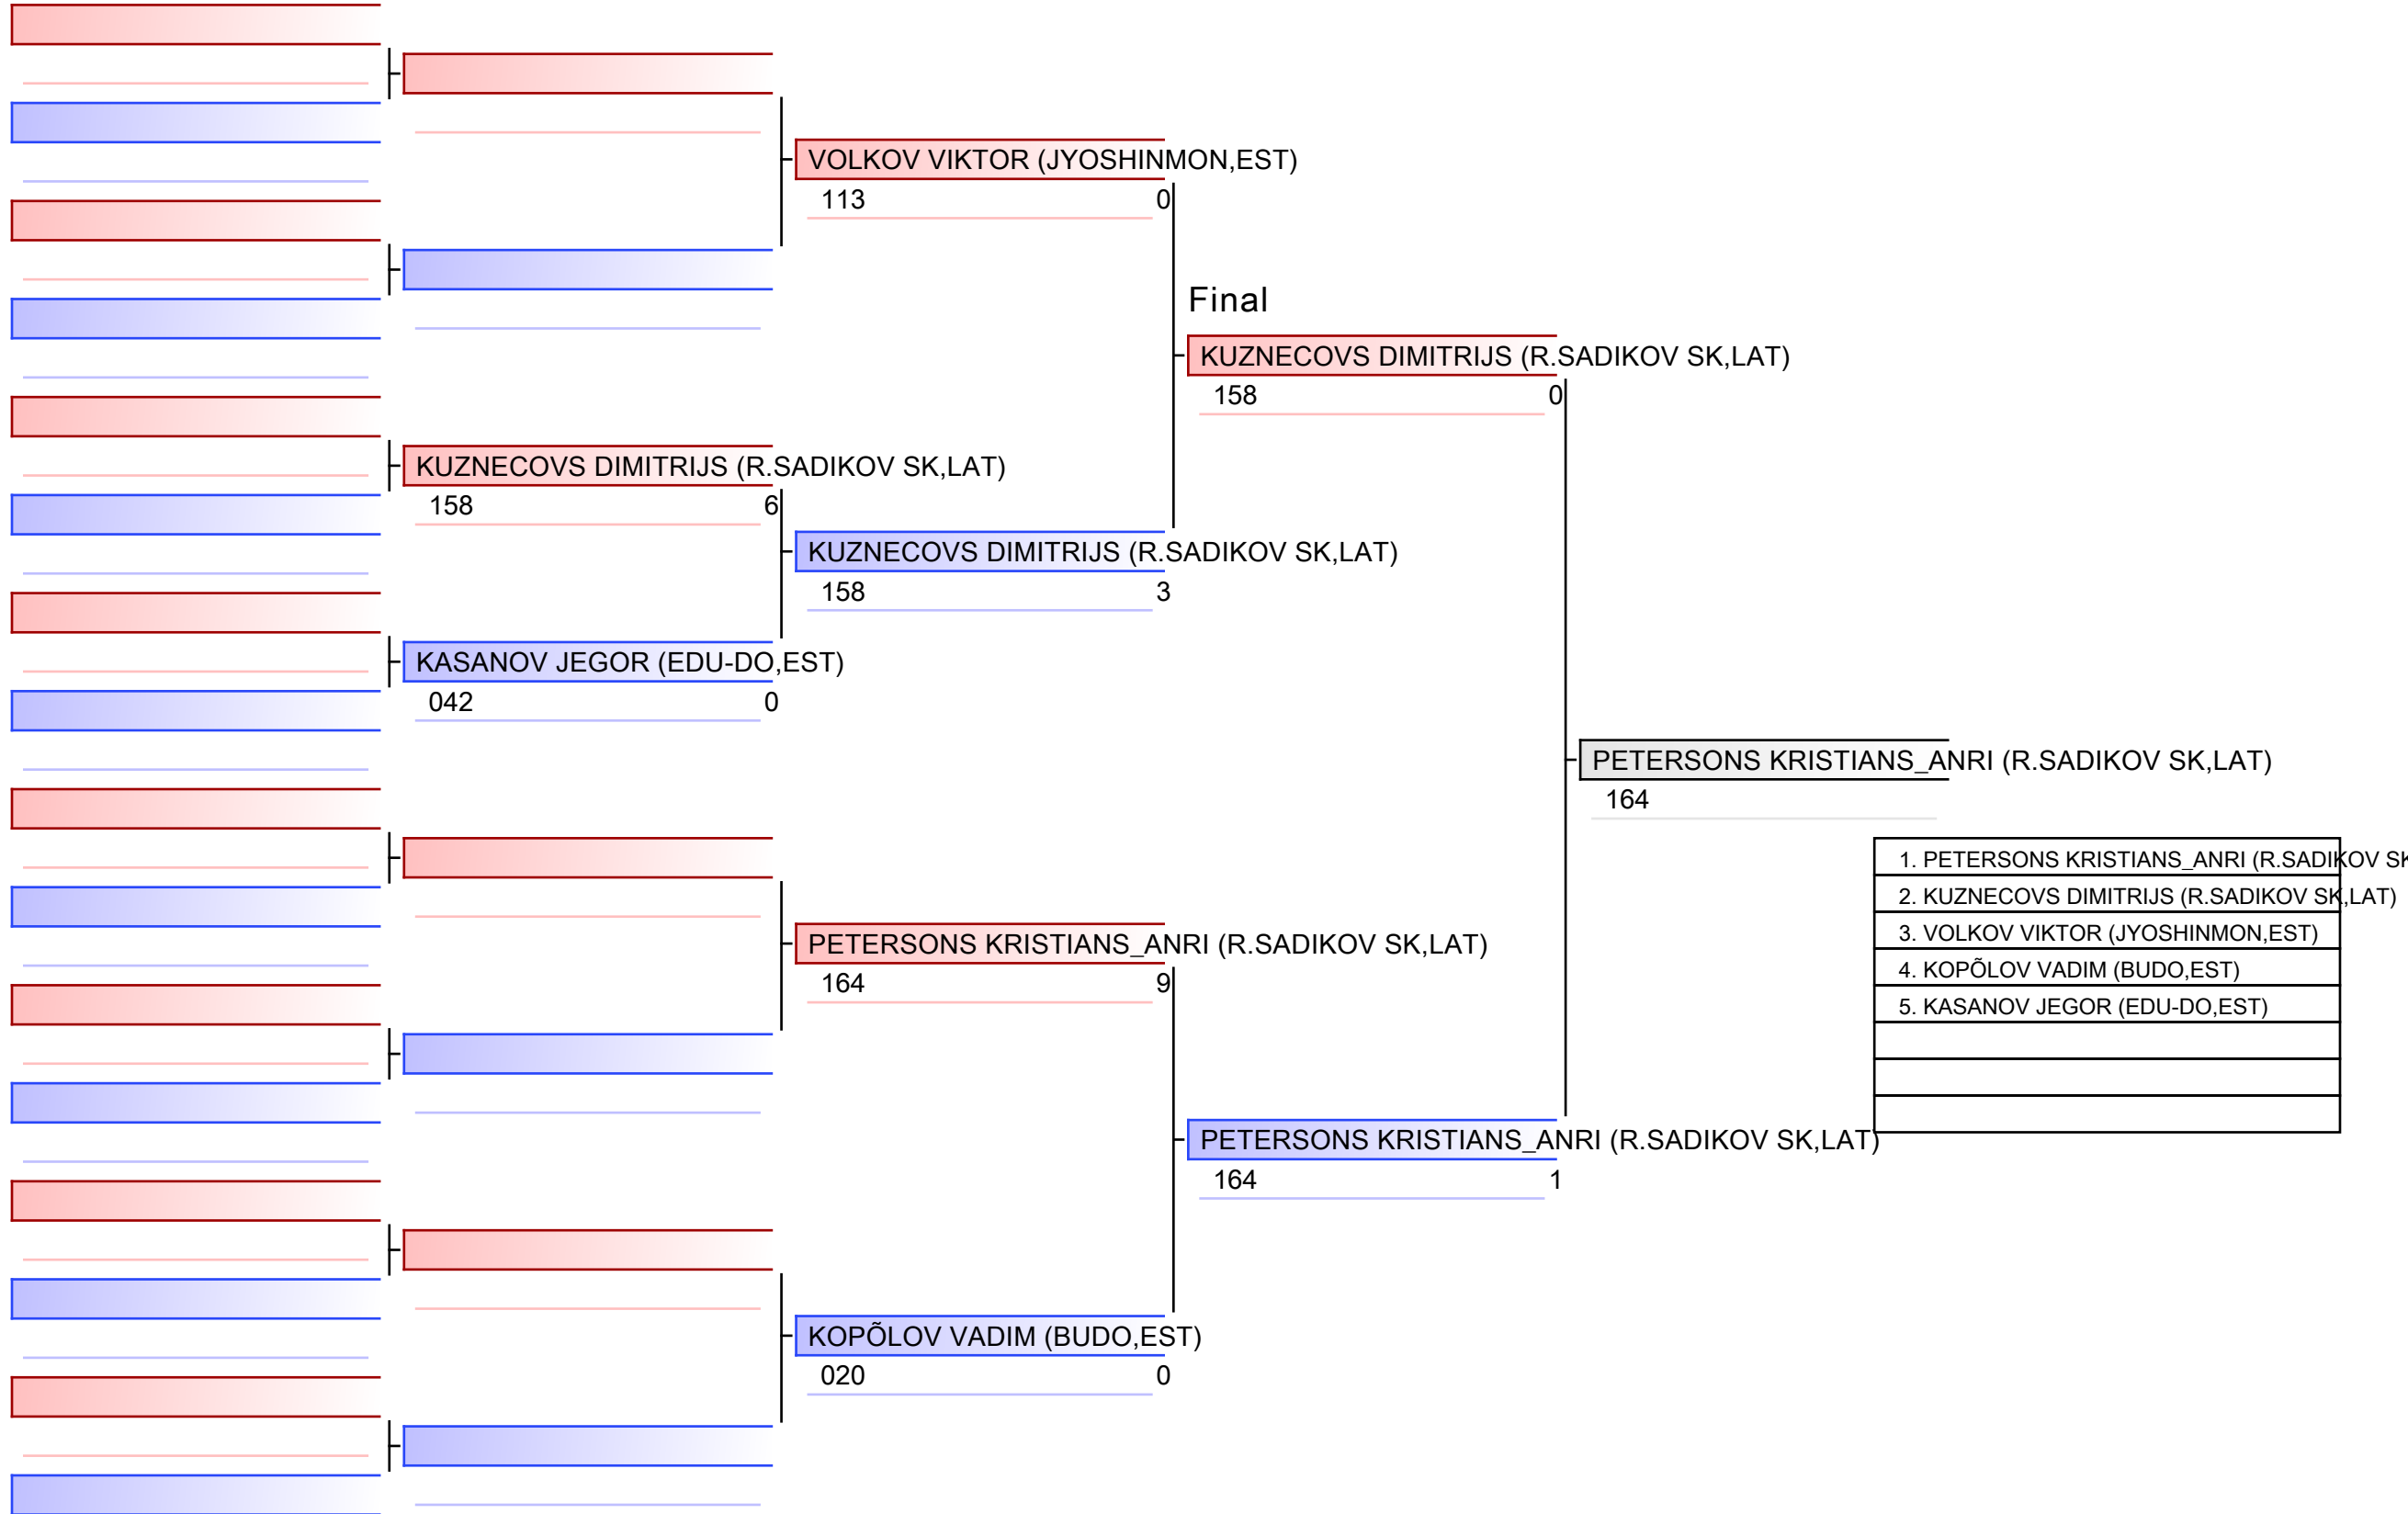 VOLKOV VIKTOR (JYOSHINMON,EST)
113 0
Final
KUZNECOVS DIMITRIJS (R.SADIKOV SK,LAT)
158 0
KUZNECOVS DIMITRIJS (R.SADIKOV SK,LAT)
158 6
KUZNECOVS DIMITRIJS (R.SADIKOV SK,LAT)
158 3
KASANOV JEGOR (EDU-DO,EST)
042 0
PETERSONS KRISTIANS_ANRI (R.SADIKOV SK,LAT)
164
1. PETERSONS KRISTIANS_ANRI (R.SADIKOV SK
2. KUZNECOVS DIMITRIJS (R.SADIKOV SK,LAT)
3. VOLKOV VIKTOR (JYOSHINMON,EST)
4. KOPÕLOV VADIM (BUDO,EST)
5. KASANOV JEGOR (EDU-DO,EST)
PETERSONS KRISTIANS_ANRI (R.SADIKOV SK,LAT)
164 9
PETERSONS KRISTIANS_ANRI (R.SADIKOV SK,LAT)
164 1
KOPÕLOV VADIM (BUDO,EST)
020 0